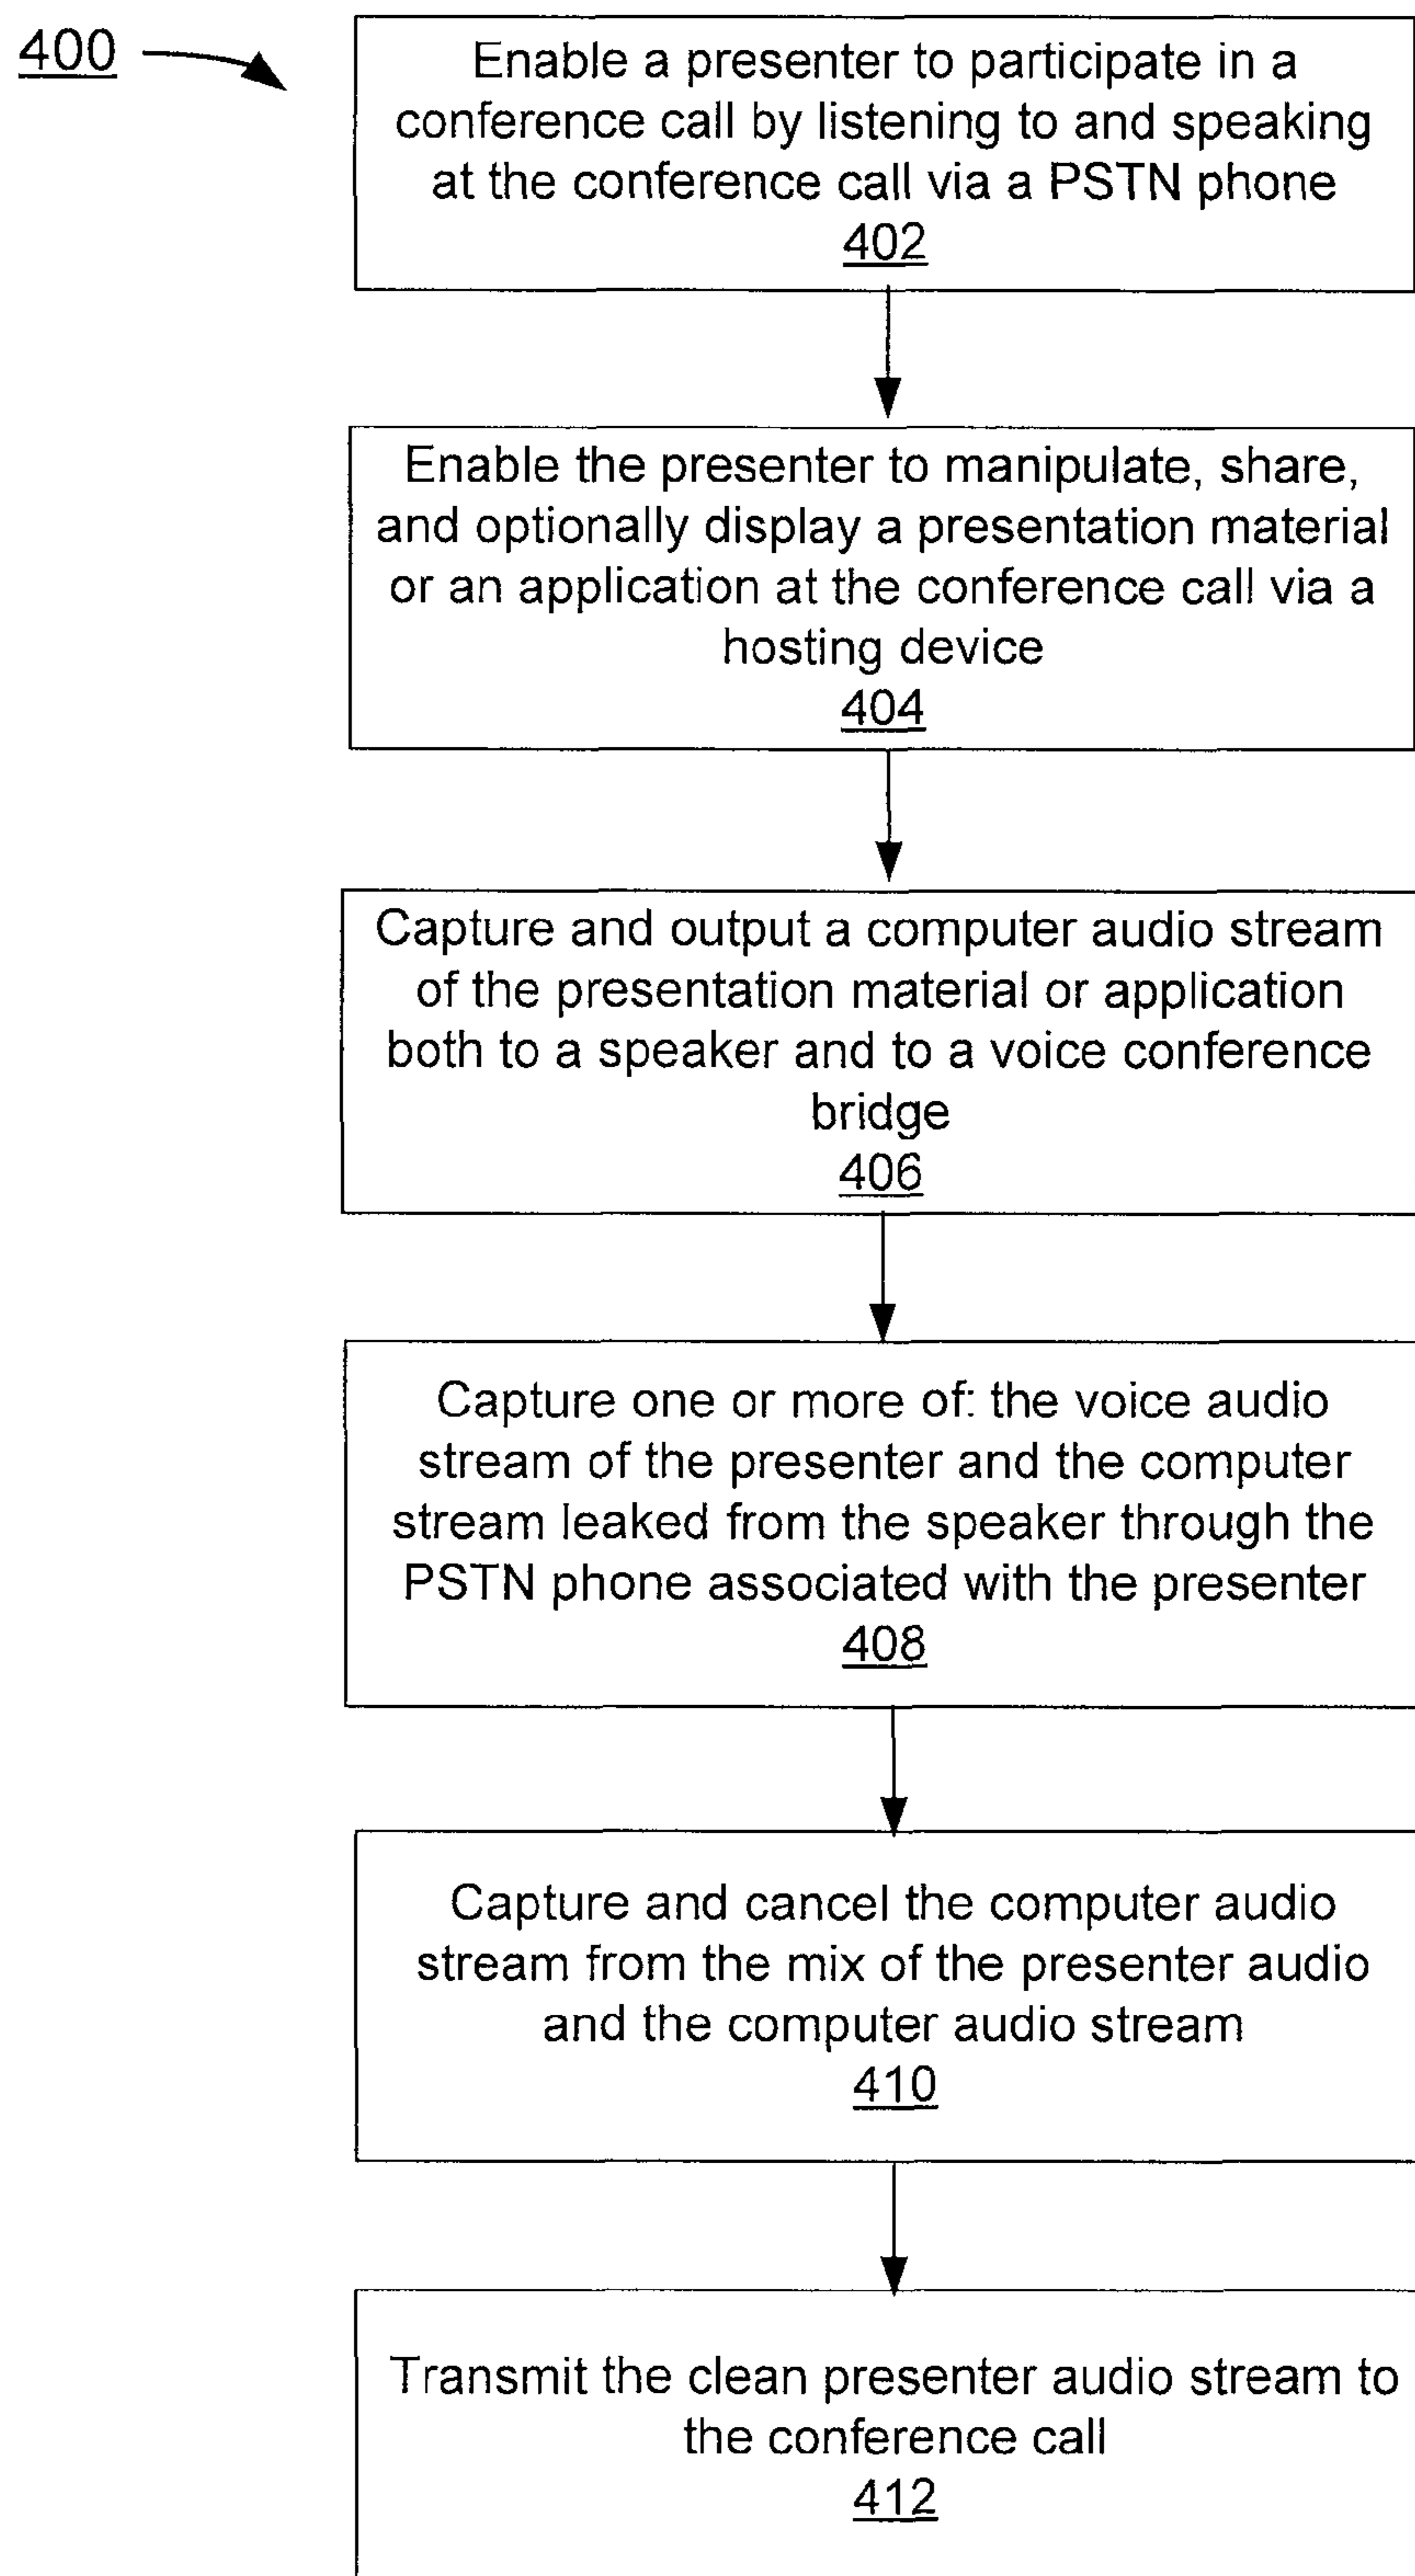 400
Enable a presenter to participate in a
conference call by listening to and speaking
at the conference call via a PSTN phone
402
Enable the presenter to manipulate, share,
and optionally display a presentation material
or an application at the conference call via a
hosting device
404
Capture and output a computer audio stream
of the presentation material or application
both to a speaker and to a voice conference
bridge
406
Capture one or more of: the voice audio
stream of the presenter and the computer
stream leaked from the speaker through the
PSTN phone associated with the presenter
408
Capture and cancel the computer audio
stream from the mix of the presenter audio
and the computer audio stream
410
Transmit the clean presenter audio stream to
the conference call
412